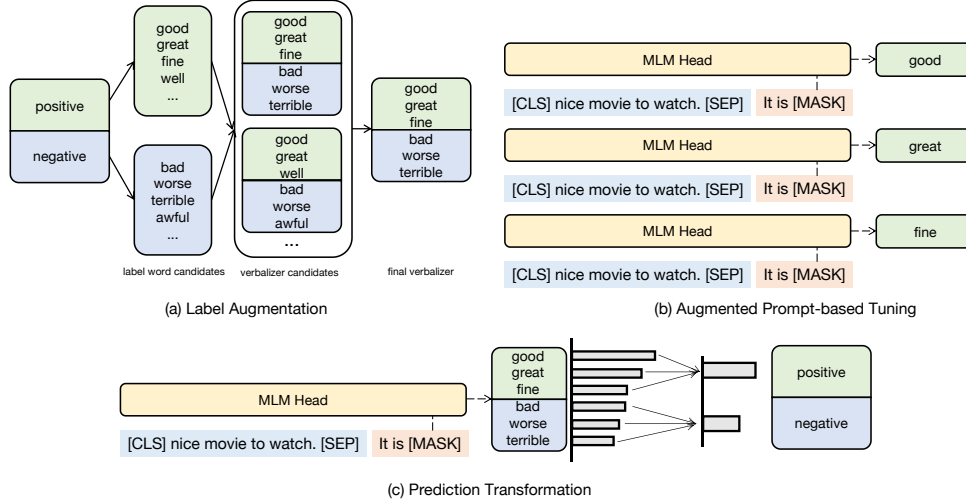 positive
negative
good
great
fine
well
...
bad
worse
terrible
awful
...
label word candidates
good
great
fine
bad
worse
terrible
good
great
well
bad
worse
awful
...
verbalizer candidates
good
great
fine
bad
worse
terrible
final verbalizer
(a) Label Augmentation
MLM Head
good
[CLS] nice movie to watch. [SEP] It is [MASK]
MLM Head
great
[CLS] nice movie to watch. [SEP] It is [MASK]
MLM Head
fine
[CLS] nice movie to watch. [SEP] It is [MASK]
(b) Augmented Prompt-based Tuning
MLM Head
[CLS] nice movie to watch. [SEP] It is [MASK]
good
great
fine
bad
worse
terrible
positive
negative
(c) Prediction Transformation